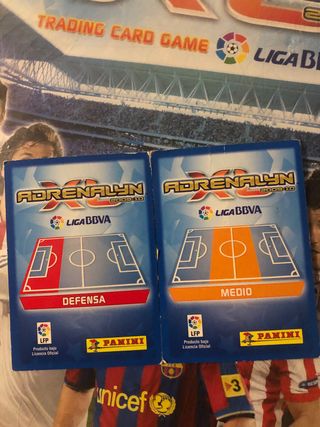 TRADING CARD GAME
LIGA BB
ADRENALYN
XL
2009-10
LIGA BBVA
DEFENSA
LFP
Producto bajo
Licencia Oficial
PANINI
ADRENALYN
XL
2009-10
LIGA BBVA
MEDIO
LFP
Producto bajo
Licencia Oficial
PANINI
unicef
3